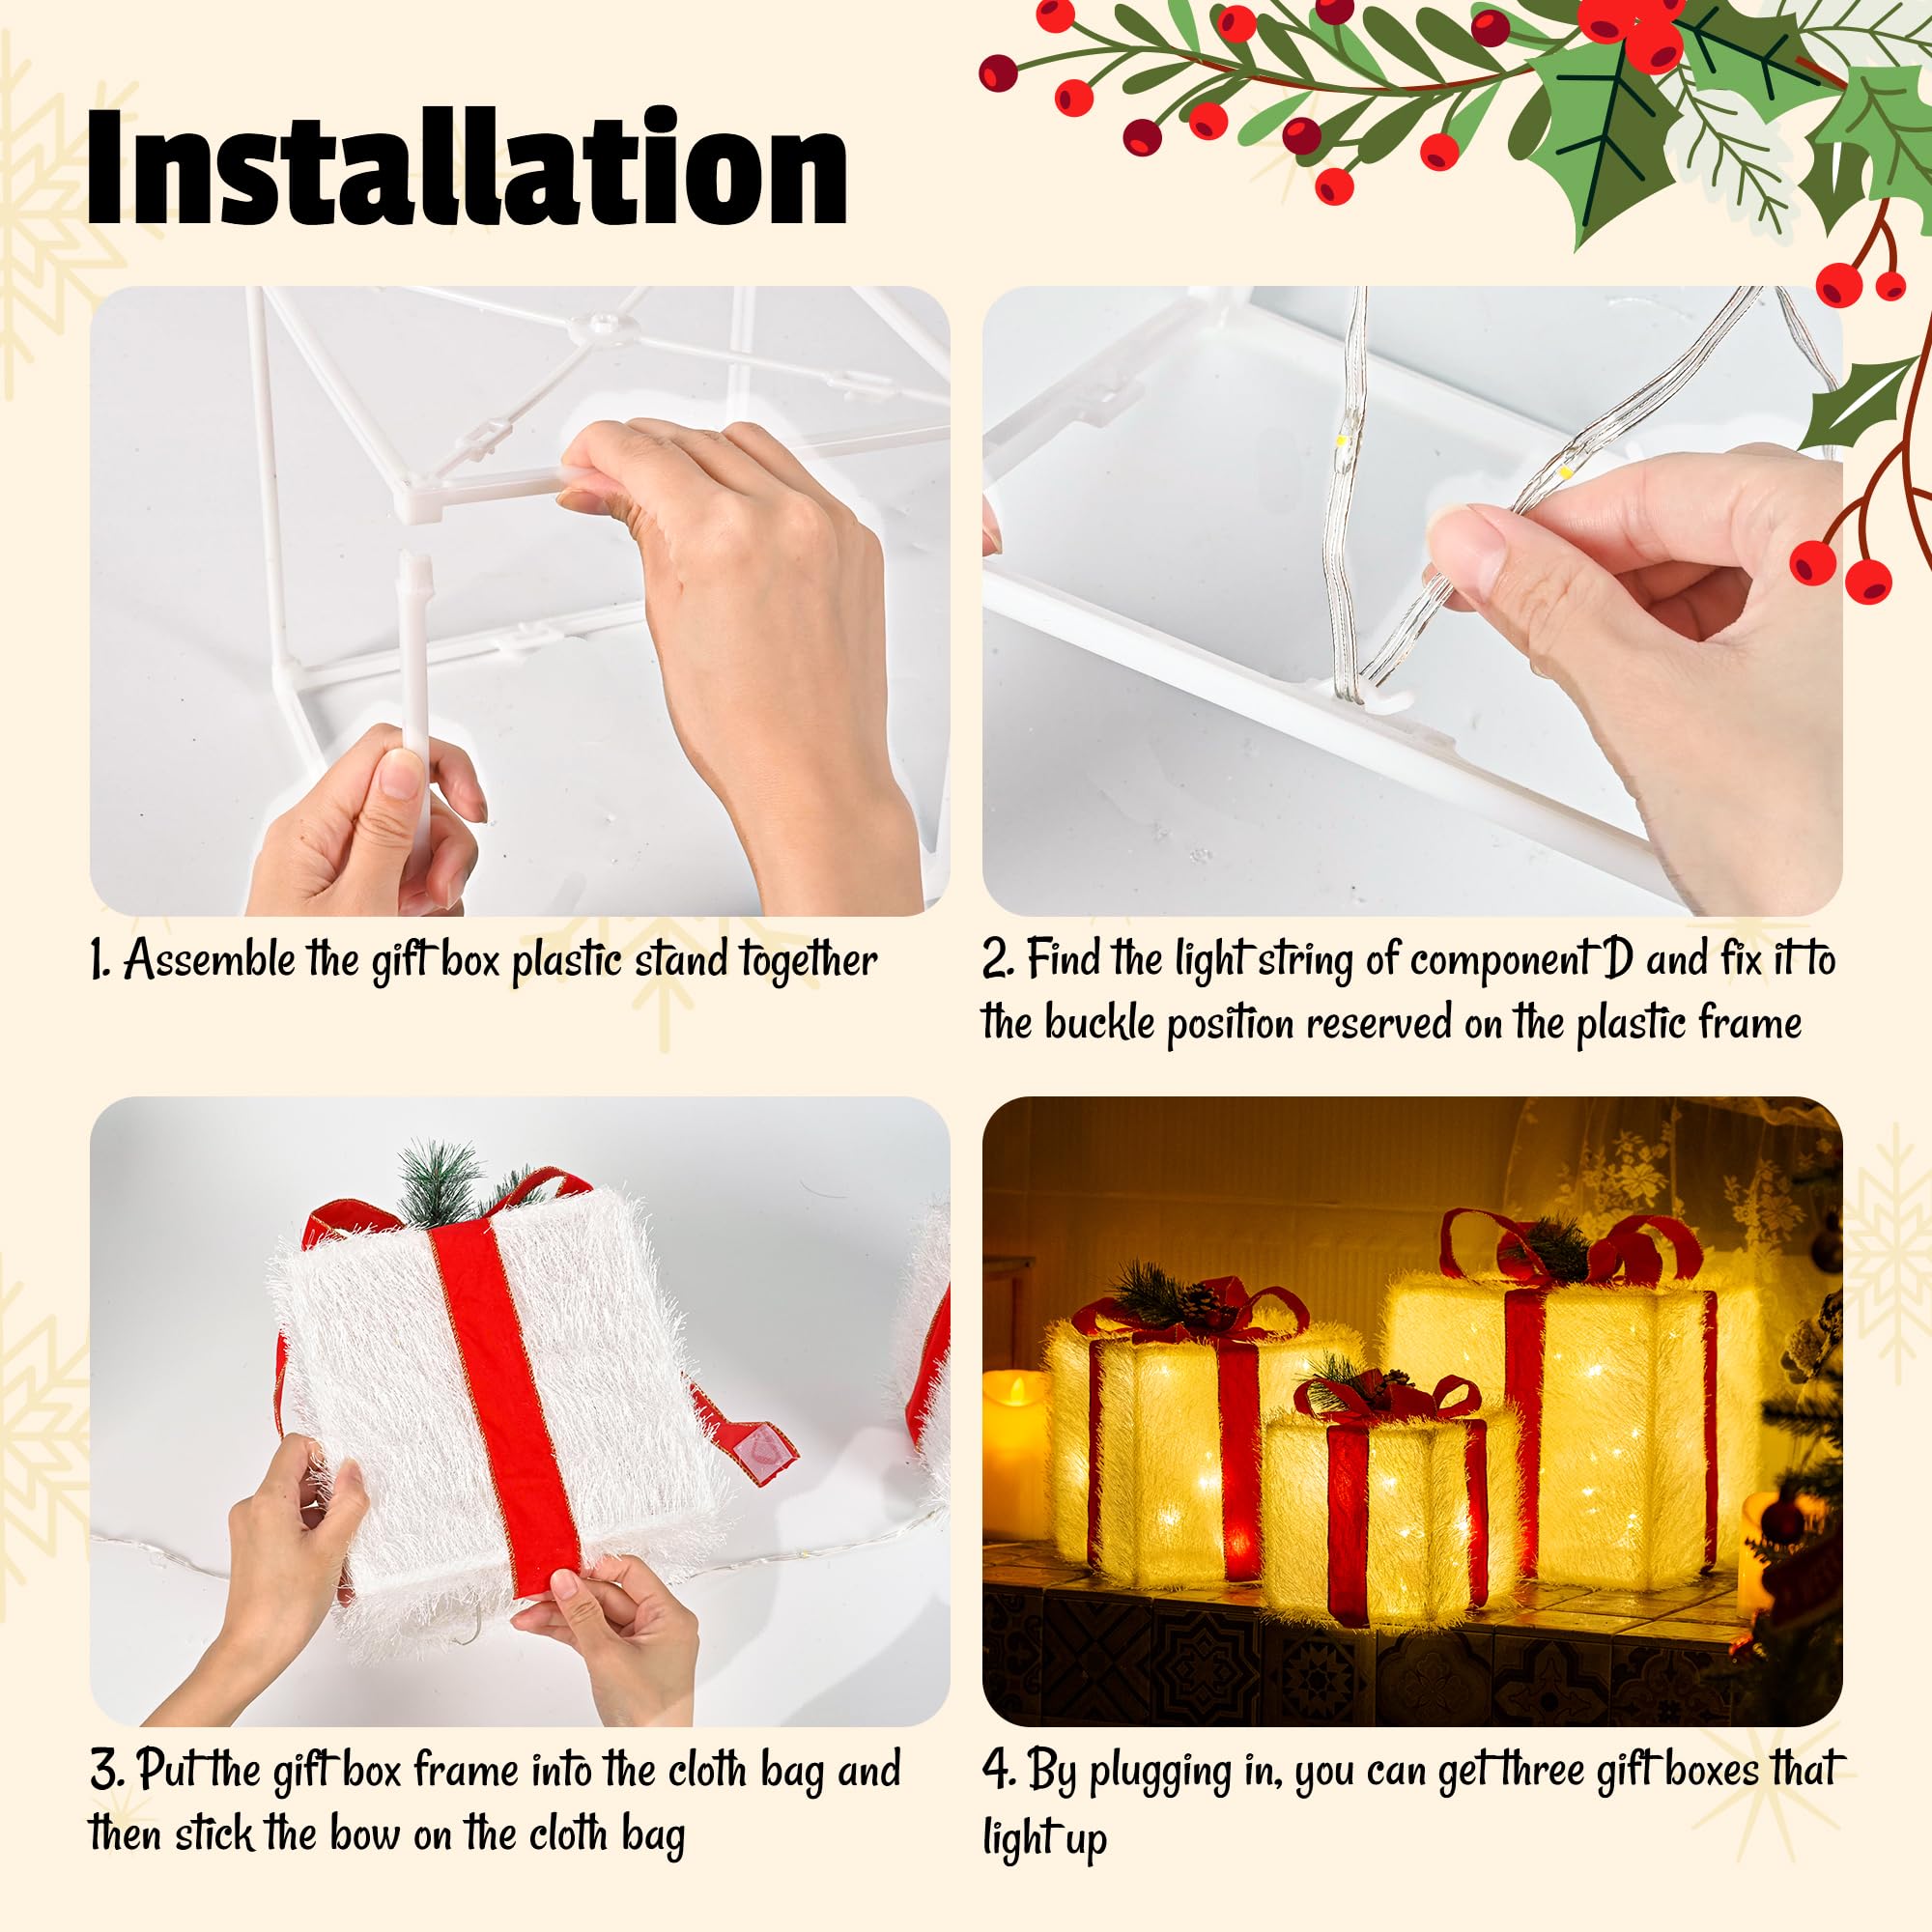 Installation
1. Assemble the gift box plastic stand together
2. Find the light string of component D and fix it to
the buckle position reserved on the plastic frame
3. Put the gift box frame into the cloth bag and
then stick the bow on the cloth bag
4. By plugging in, you can get three gift boxes that
light up